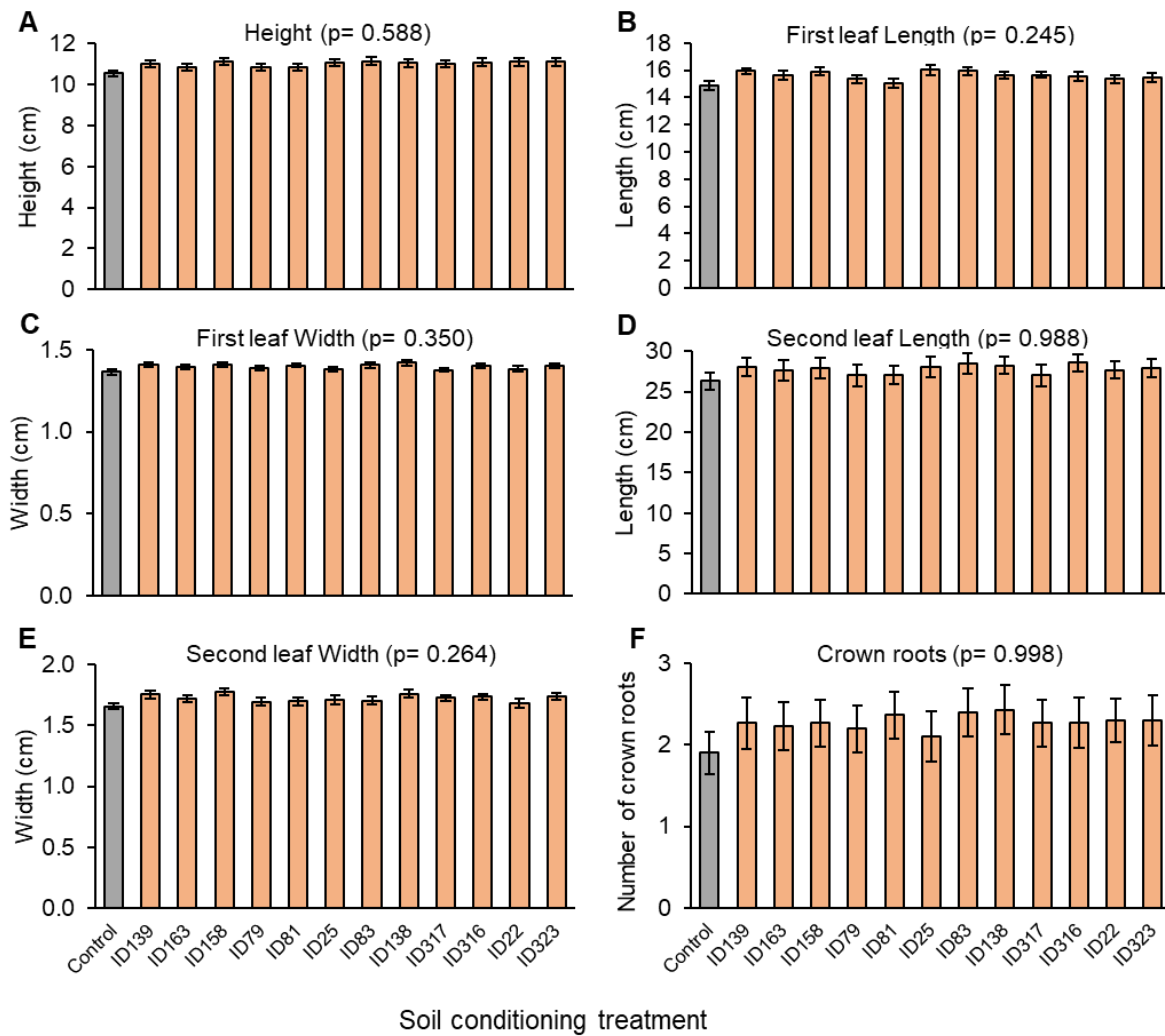 A
Height (p= 0.588)
12
10
8
6
4
2
0
Height (cm)
B
First leaf Length (p= 0.245)
18
16
14
12
10
8
6
4
2
0
Length (cm)
C
First leaf Width (p= 0.350)
1.5
1.0
0.5
0.0
Width (cm)
D
Second leaf Length (p= 0.988)
30
25
20
15
10
5
0
Length (cm)
E
Second leaf Width (p= 0.264)
2.0
1.5
1.0
0.5
0.0
Width (cm)
Control
ID139
ID163
ID158
ID79
ID81
ID25
ID83
ID138
ID317
ID316
ID22
ID323
F
Crown roots (p= 0.998)
3
2
1
0
Number of crown roots
Control
ID139
ID163
ID158
ID79
ID81
ID25
ID83
ID138
ID317
ID316
ID22
ID323
Soil conditioning treatment